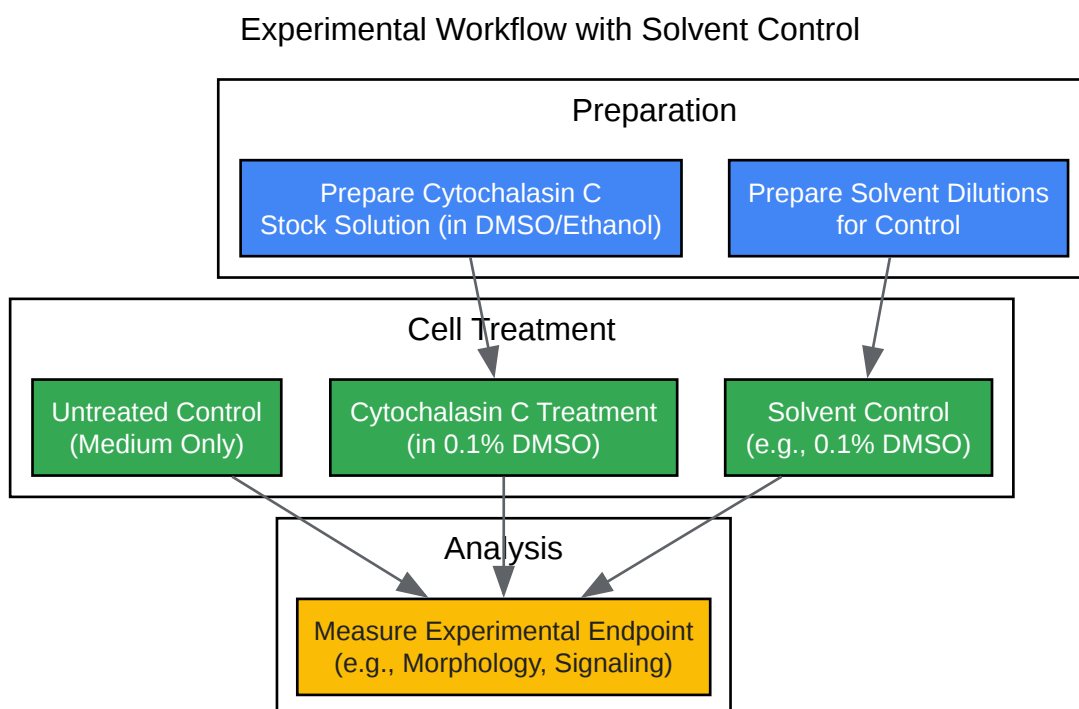 Experimental Workflow with Solvent Control
Preparation
Prepare Cytochalasin C
Stock Solution (in DMSO/Ethanol)
Prepare Solvent Dilutions
for Control
Cell Treatment
Untreated Control
(Medium Only)
Cytochalasin C Treatment
(in 0.1% DMSO)
Solvent Control
(e.g., 0.1% DMSO)
Analysis
Measure Experimental Endpoint
(e.g., Morphology, Signaling)